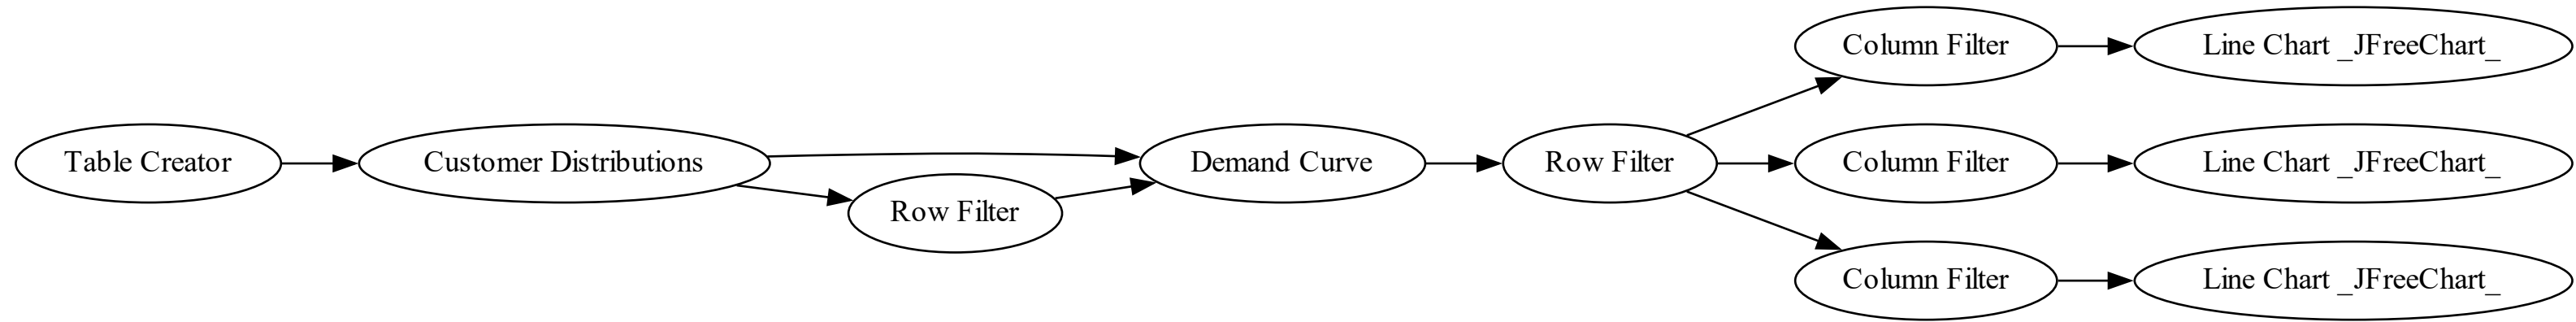 Table Creator
Customer Distributions
Row Filter
Demand Curve
Row Filter
Column Filter
Line Chart _JFreeChart_
Column Filter
Line Chart _JFreeChart_
Column Filter
Line Chart _JFreeChart_